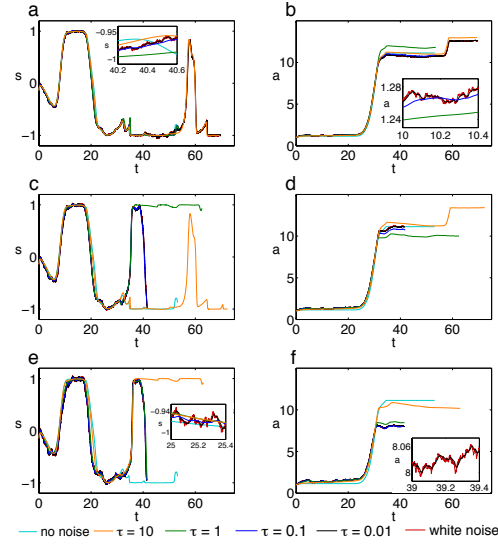 a
s
1
0
−1
0 20 40 60
t
−0.95
s
−1
40.2 40.4 40.6
b
a
10
5
0
0 20 40 60
t
1.28
a
1.24
10 10.2 10.4
c
s
1
0
−1
0 20 40 60
t
d
a
10
5
0
0 20 40 60
t
e
s
1
0
−1
0 20 40 60
t
−0.94
s
−1
25 25.2 25.4
f
a
10
5
0
0 20 40 60
t
8.06
a
8
39 39.2 39.4
no noise τ = 10 τ = 1 τ = 0.1 τ = 0.01 white noise